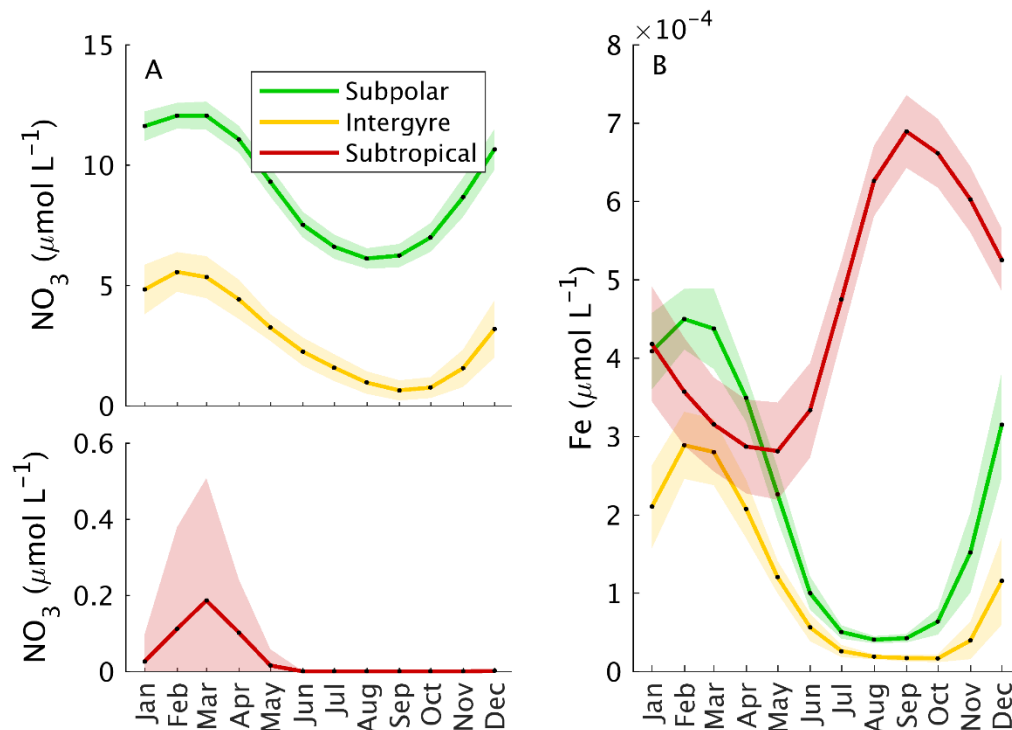 A
15
10
5
0
NO3 (μmol L−1)
Subpolar
Intergyre
Subtropical
0.6
0.4
0.2
0
NO3 (μmol L−1)
Jan Feb Mar Apr May Jun Jul Aug Sep Oct Nov Dec
×10−4
B
8
7
6
5
4
3
2
1
0
Fe (μmol L−1)
Jan Feb Mar Apr May Jun Jul Aug Sep Oct Nov Dec